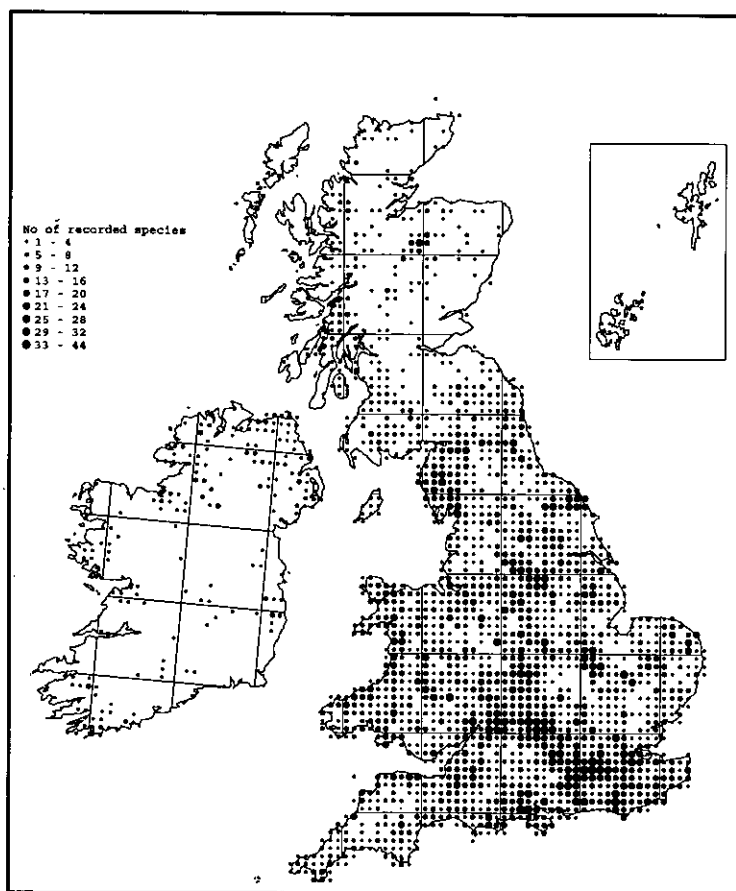 No of recorded species
1 - 4
5 - 8
9 - 12
13 - 16
17 - 20
21 - 24
25 - 28
29 - 32
33 - 44